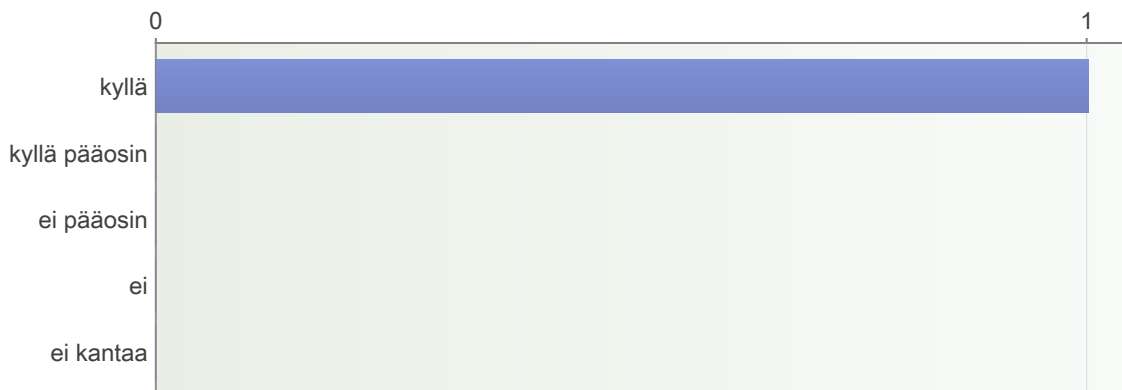 0 1
kyllä
kyllä pääosin
ei pääosin
ei
ei kantaa